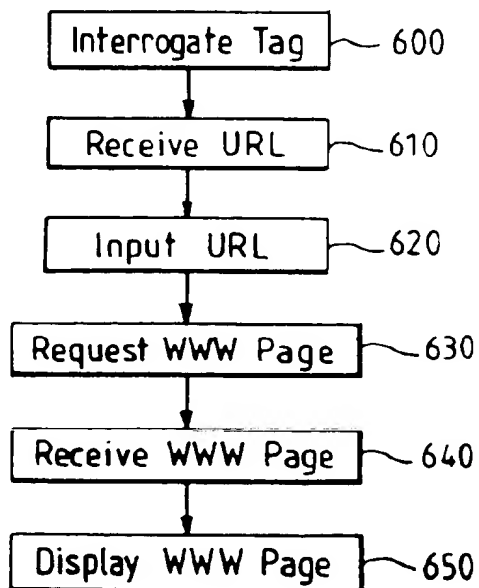 Interrogate Tag 600
Receive URL 610
Input URL 620
Request WWW Page 630
Receive WWW Page 640
Display WWW Page 650